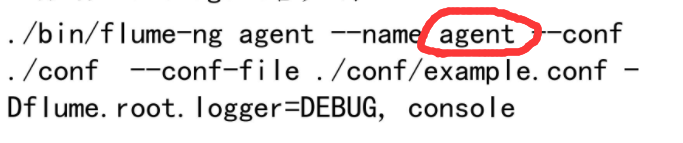 ./bin/flume-ng agent --name agent --conf
./conf --conf-file ./conf/example.conf -
Dflume.root.logger=DEBUG, console